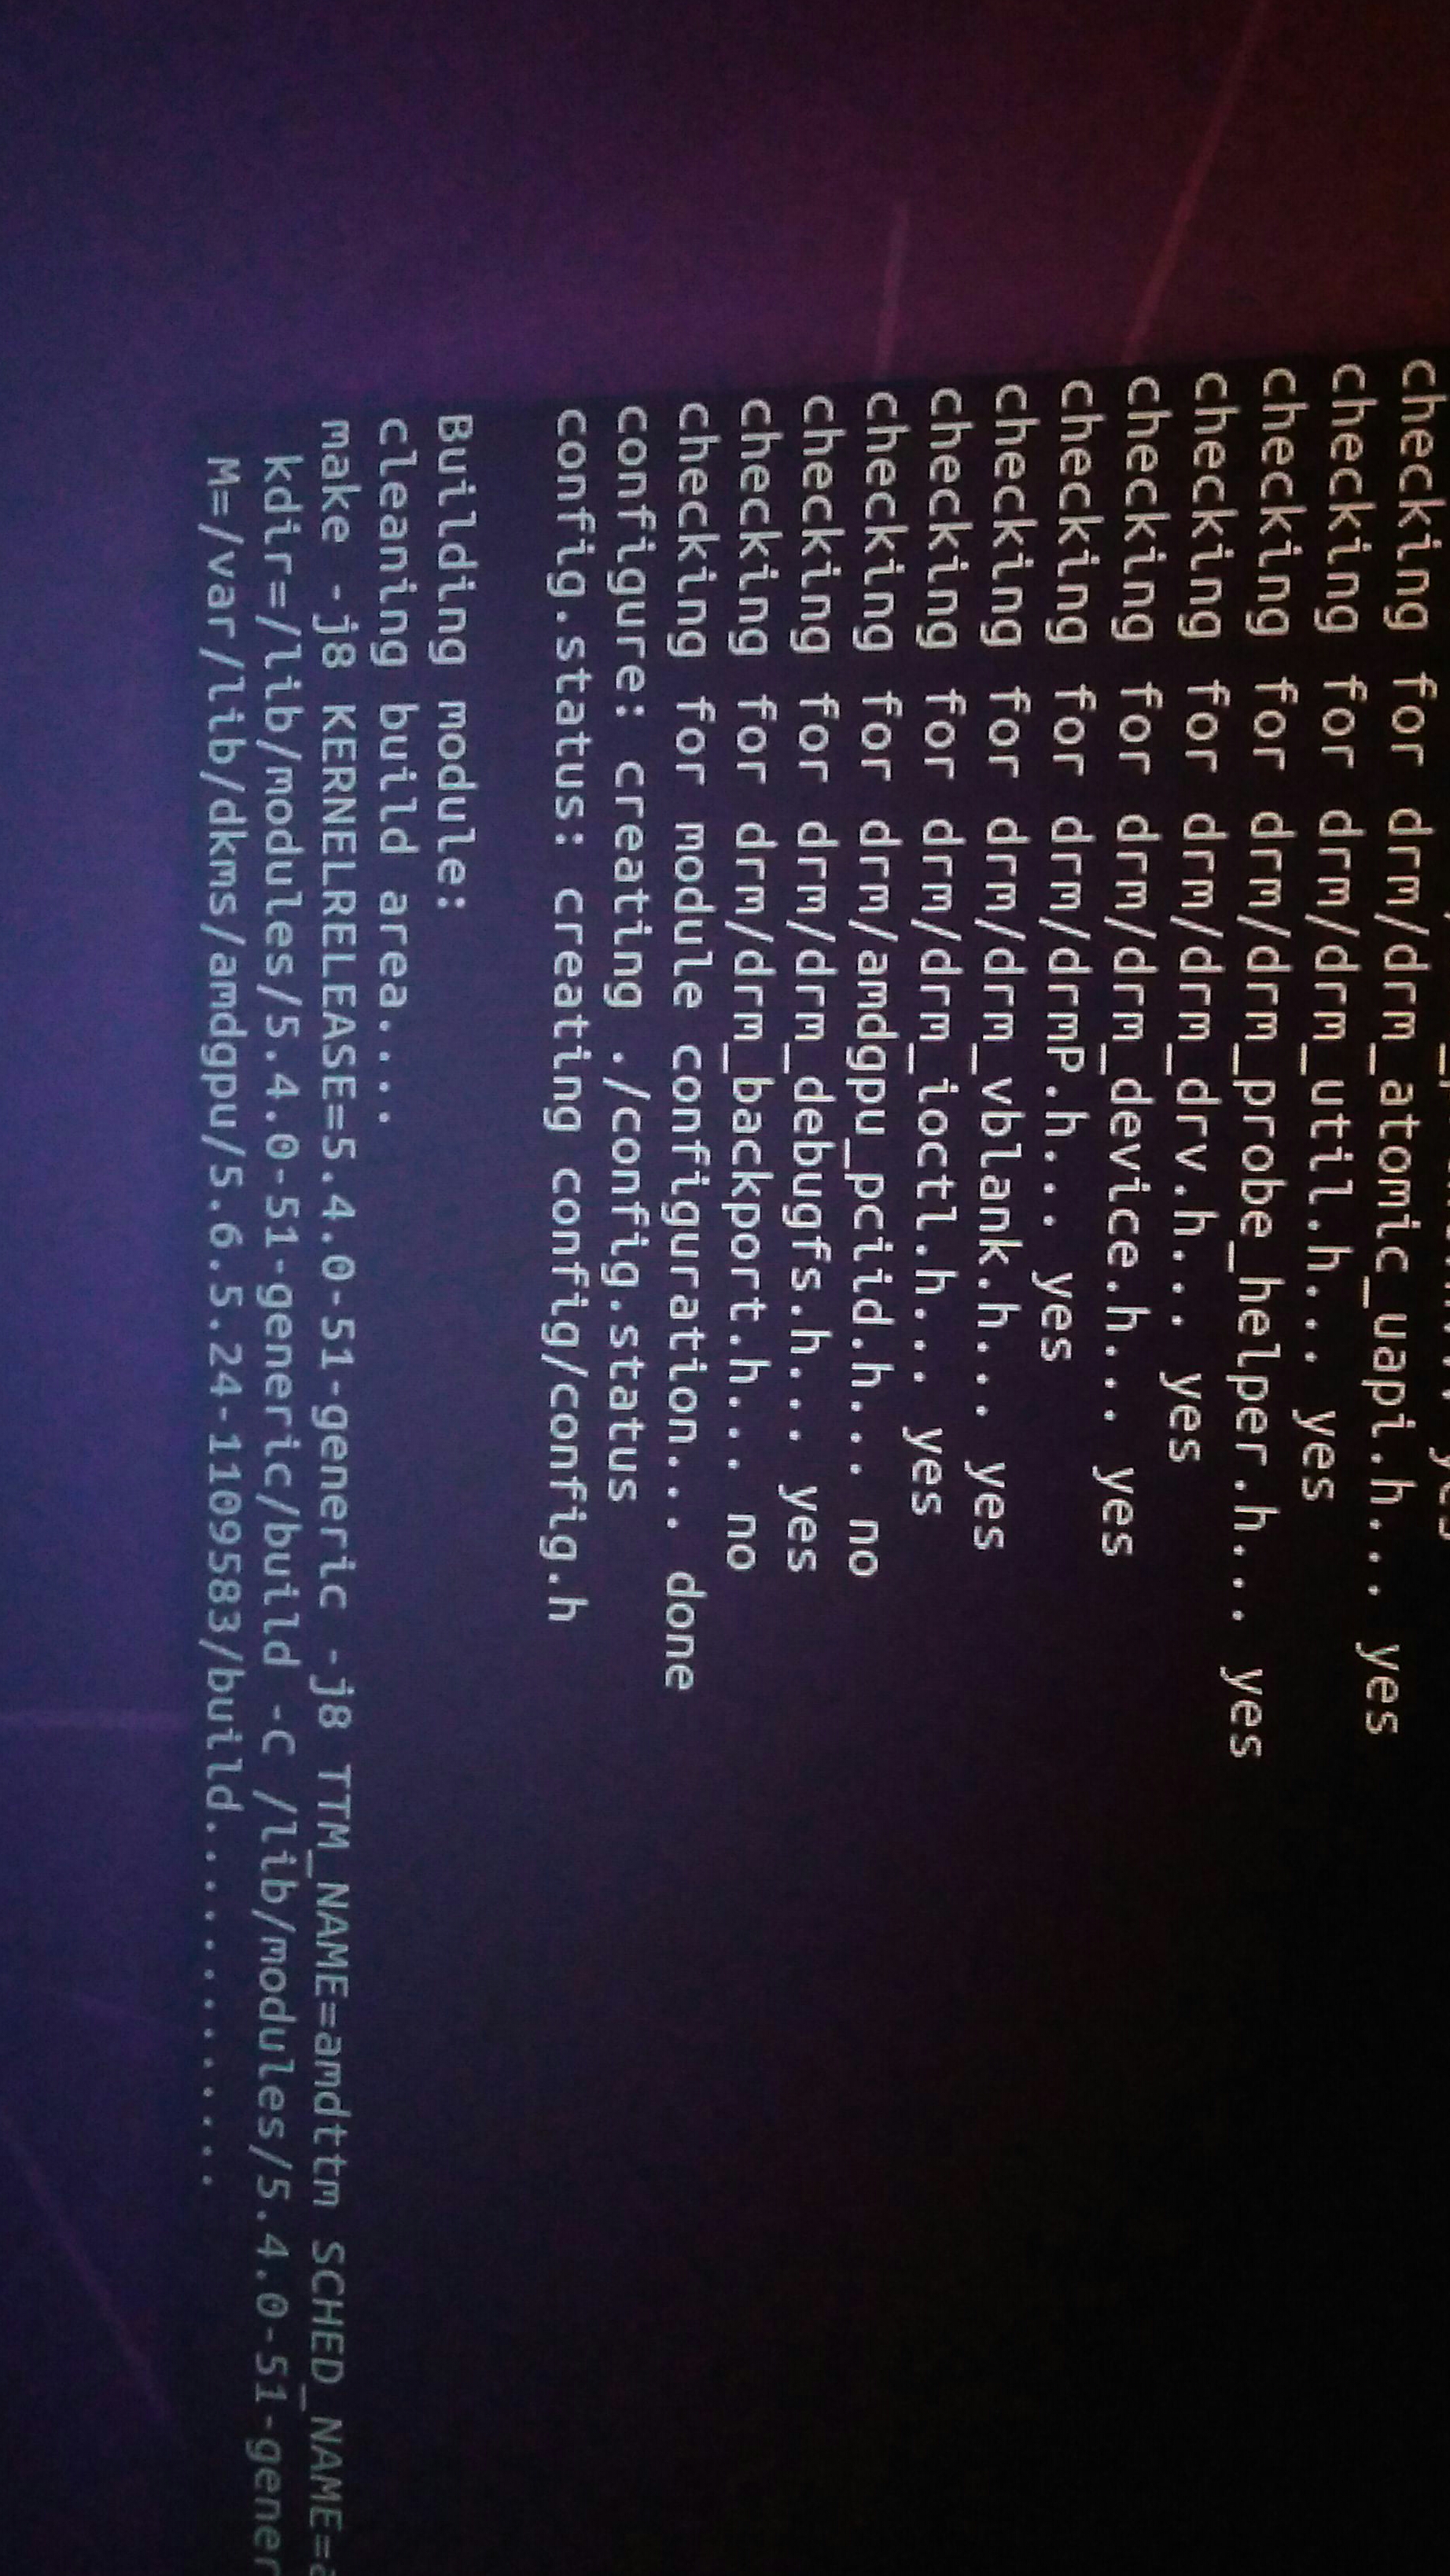 checking for drm/drm_atomic_uapi.h... yes
checking for drm/drm_util.h... yes
checking for drm/drm_probe_helper.h... yes
checking for drm/drm_drv.h... yes
checking for drm/drm_device.h... yes
checking for drm/drmP.h... yes
checking for drm/drm_vblank.h... yes
checking for drm/drm_ioctl.h... yes
checking for drm/amdgpu_pciid.h... no
checking for drm/drm_debugfs.h... yes
checking for drm/drm_backport.h... no
checking for module configuration... done
configure: creating ./config.status
config.status: creating config/config.h
Building module:
cleaning build area....
make -j8 KERNELRELEASE=5.4.0-51-generic -j8 TTM_NAME=amdttm SCHED_NAME=a
kdir=/lib/modules/5.4.0-51-generic/build -C /lib/modules/5.4.0-51-gener
M=/var/lib/dkms/amdgpu/5.6.5.24-1109583/build.............